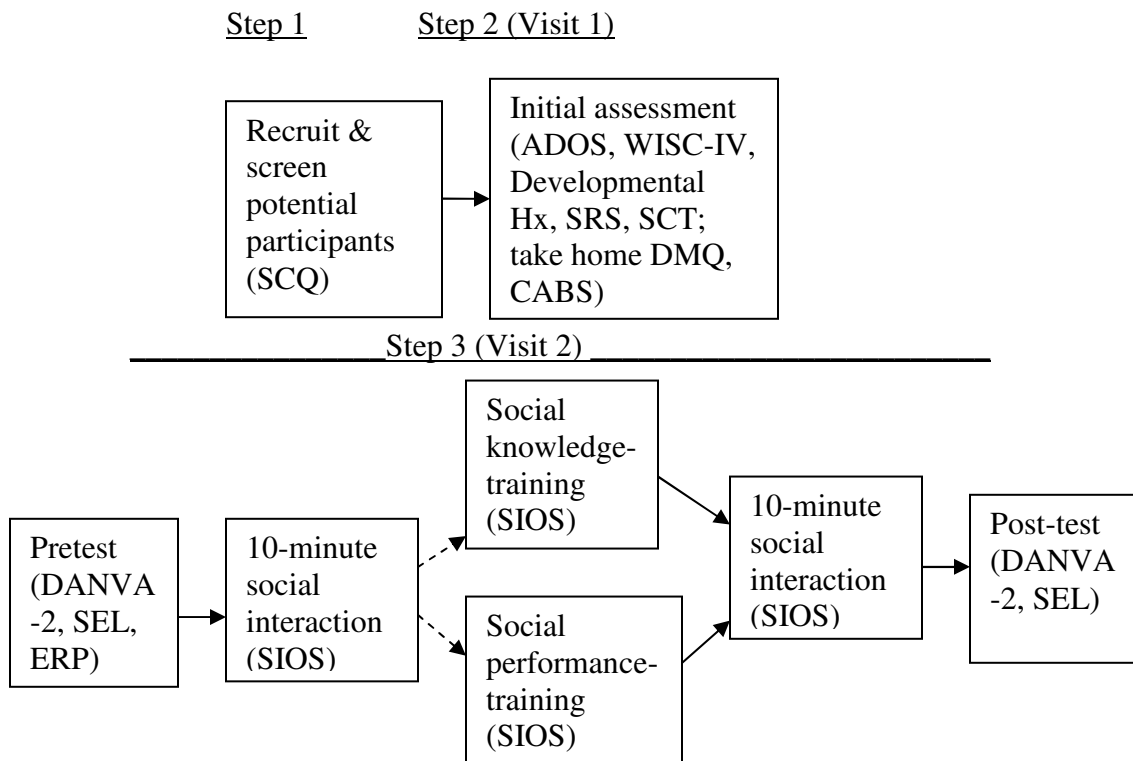 Step 1
Step 2 (Visit 1)
Recruit &
screen
potential
participants
(SCQ)
Initial assessment
(ADOS, WISC-IV,
Developmental
Hx, SRS, SCT;
take home DMQ,
CABS)
Step 3 (Visit 2)
Pretest
(DANVA
-2, SEL,
ERP)
10-minute
social
interaction
(SIOS)
Social
knowledge-
training
(SIOS)
Social
performance-
training
(SIOS)
10-minute
social
interaction
(SIOS)
Post-test
(DANVA
-2, SEL)